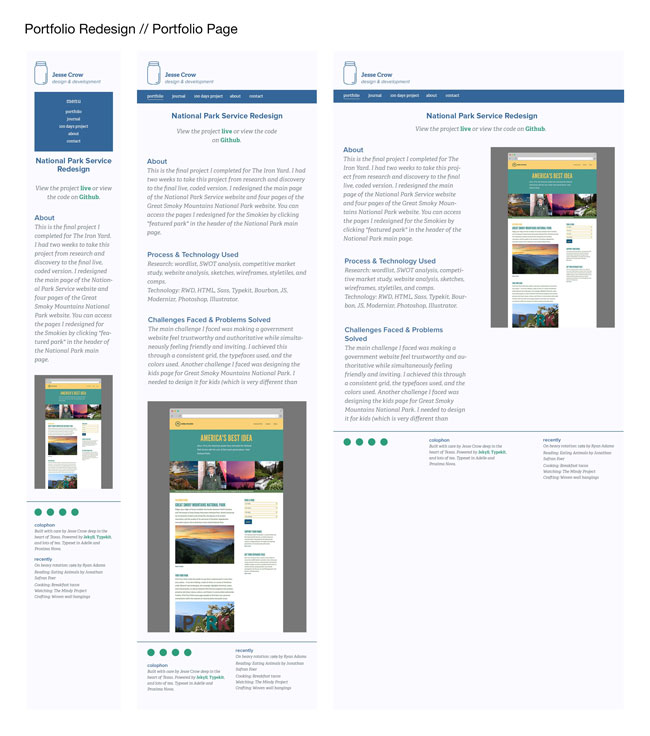 Portfolio Redesign // Portfolio Page
Jesse Crow
design & development
menu
portfolio
journal
100 days project
about
contact
National Park Service
Redesign
View the project live or view
the code on Github.
About
This is the final project I
completed for The Iron Yard.
I had two weeks to take this
project from research and
discovery to the final live,
coded version. I redesigned
the main page of the Nation-
al Park Service website and
four pages of the Great
Smoky Mountains National
Park website. You can access
the pages I redesigned for
the Smokies by clicking "fea-
tured park" in the header of
the National Park main
page.
AMERICA'S BEST IDEA
colophon
Built with care by Jesse Crow deep in the
heart of Texas. Powered by Jekyll, Typekit,
and lots of tea. Typeset in Adelle and
Proxima Nova.
recently
On heavy rotation: 1989 by Ryan Adams
Reading: Eating Animals by Jonathan
Safran Foer
Cooking: Breakfast tacos
Watching: The Mindy Project
Crafting: Woven wall hangings
Jesse Crow
design & development
portfolio journal 100 days project about contact
National Park Service Redesign
View the project live or view the code
on Github.
About
This is the final project I completed for The Iron Yard. I had
two weeks to take this project from research and discovery
to the final live, coded version. I redesigned the main page
of the National Park Service website and four pages of the
Great Smoky Mountains National Park website. You can
access the pages I redesigned for the Smokies by clicking
"featured park" in the header of the National Park main
page.
Process & Technology Used
Research: wordlist, SWOT analysis, competitive market
study, website analysis, sketches, wireframes, styletiles, and
comps.
Technology: RWD, HTML, Sass, Typekit, Bourbon, JS,
Modernizr, Photoshop, Illustrator.
Challenges Faced & Problems Solved
The main challenge I faced was making a government
website feel trustworthy and authoritative while simulta-
neously feeling friendly and inviting. I achieved this
through a consistent grid, the typefaces used, and the
colors used. Another challenge I faced was designing the
kids page for Great Smoky Mountains National Park. I
needed to design it for kids (which is very different than
AMERICA'S BEST IDEA
GREAT SMOKY MOUNTAINS NATIONAL PARK
colophon
Built with care by Jesse Crow deep in the
heart of Texas. Powered by Jekyll, Typekit,
and lots of tea. Typeset in Adelle and
Proxima Nova.
recently
On heavy rotation: 1989 by Ryan Adams
Reading: Eating Animals by Jonathan
Safran Foer
Cooking: Breakfast tacos
Watching: The Mindy Project
Crafting: Woven wall hangings
Jesse Crow
design & development
portfolio journal 100 days project about contact
National Park Service Redesign
View the project live or view the code on Github.
About
This is the final project I completed for The
Iron Yard. I had two weeks to take this proj-
ect from research and discovery to the final
live, coded version. I redesigned the main
page of the National Park Service website
and four pages of the Great Smoky Moun-
tains National Park website. You can access
the pages I redesigned for the Smokies by
clicking "featured park" in the header of the
National Park main page.
Process & Technology Used
Research: wordlist, SWOT analysis, competi-
tive market study, website analysis, sketches,
wireframes, styletiles, and comps.
Technology: RWD, HTML, Sass, Typekit, Bour-
bon, JS, Modernizr, Photoshop, Illustrator.
Challenges Faced & Problems
Solved
The main challenge I faced was making a
government website feel trustworthy and au-
thoritative while simultaneously feeling
friendly and inviting. I achieved this through
a consistent grid, the typefaces used, and the
colors used. Another challenge I faced was
designing the kids page for Great Smoky
Mountains National Park. I needed to design
it for kids (which is very different than
AMERICA'S BEST IDEA
GREAT SMOKY MOUNTAINS NATIONAL PARK
colophon
Built with care by Jesse Crow deep in the
heart of Texas. Powered by Jekyll, Typekit,
and lots of tea. Typeset in Adelle and
Proxima Nova.
recently
On heavy rotation: 1989 by Ryan Adams
Reading: Eating Animals by Jonathan
Safran Foer
Cooking: Breakfast tacos
Watching: The Mindy Project
Crafting: Woven wall hangings